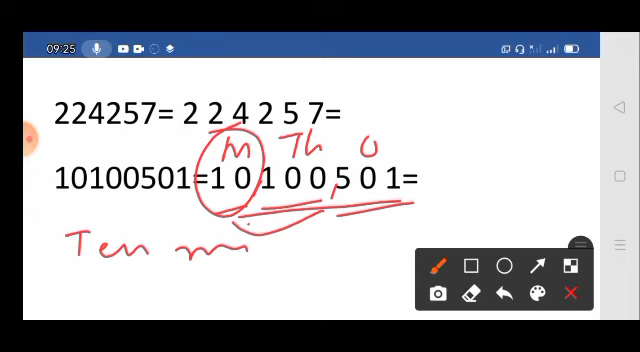 09:25
224257= 2 2 4 2 5 7=
M Th O
10100501=1 0,1 0 0,5 0 1=
Ten m